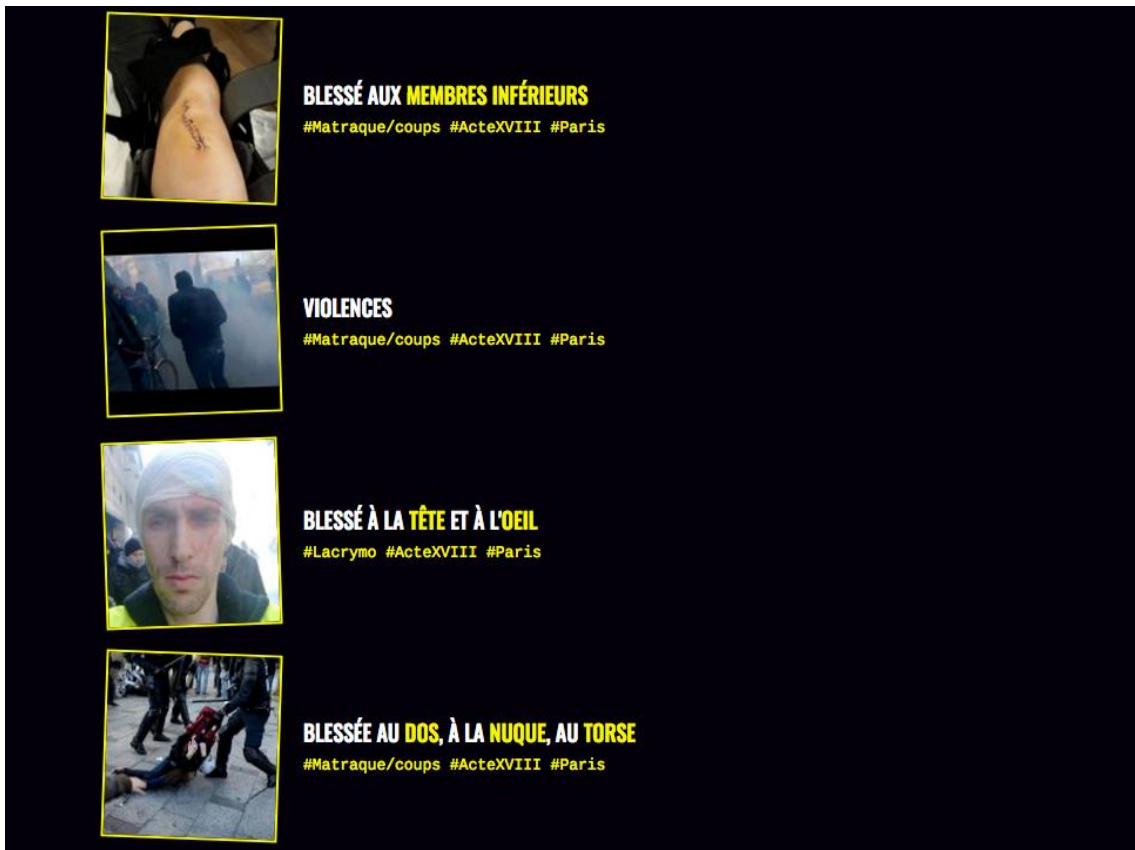 BLESSÉ AUX MEMBRES INFÉRIEURS
#Matraque/coups #ActeXVIII #Paris
VIOLENCES
#Matraque/coups #ActeXVIII #Paris
BLESSÉ À LA TÊTE ET À L'OEIL
#Lacrymo #ActeXVIII #Paris
BLESSÉE AU DOS, À LA NUQUE, AU TORSE
#Matraque/coups #ActeXVIII #Paris